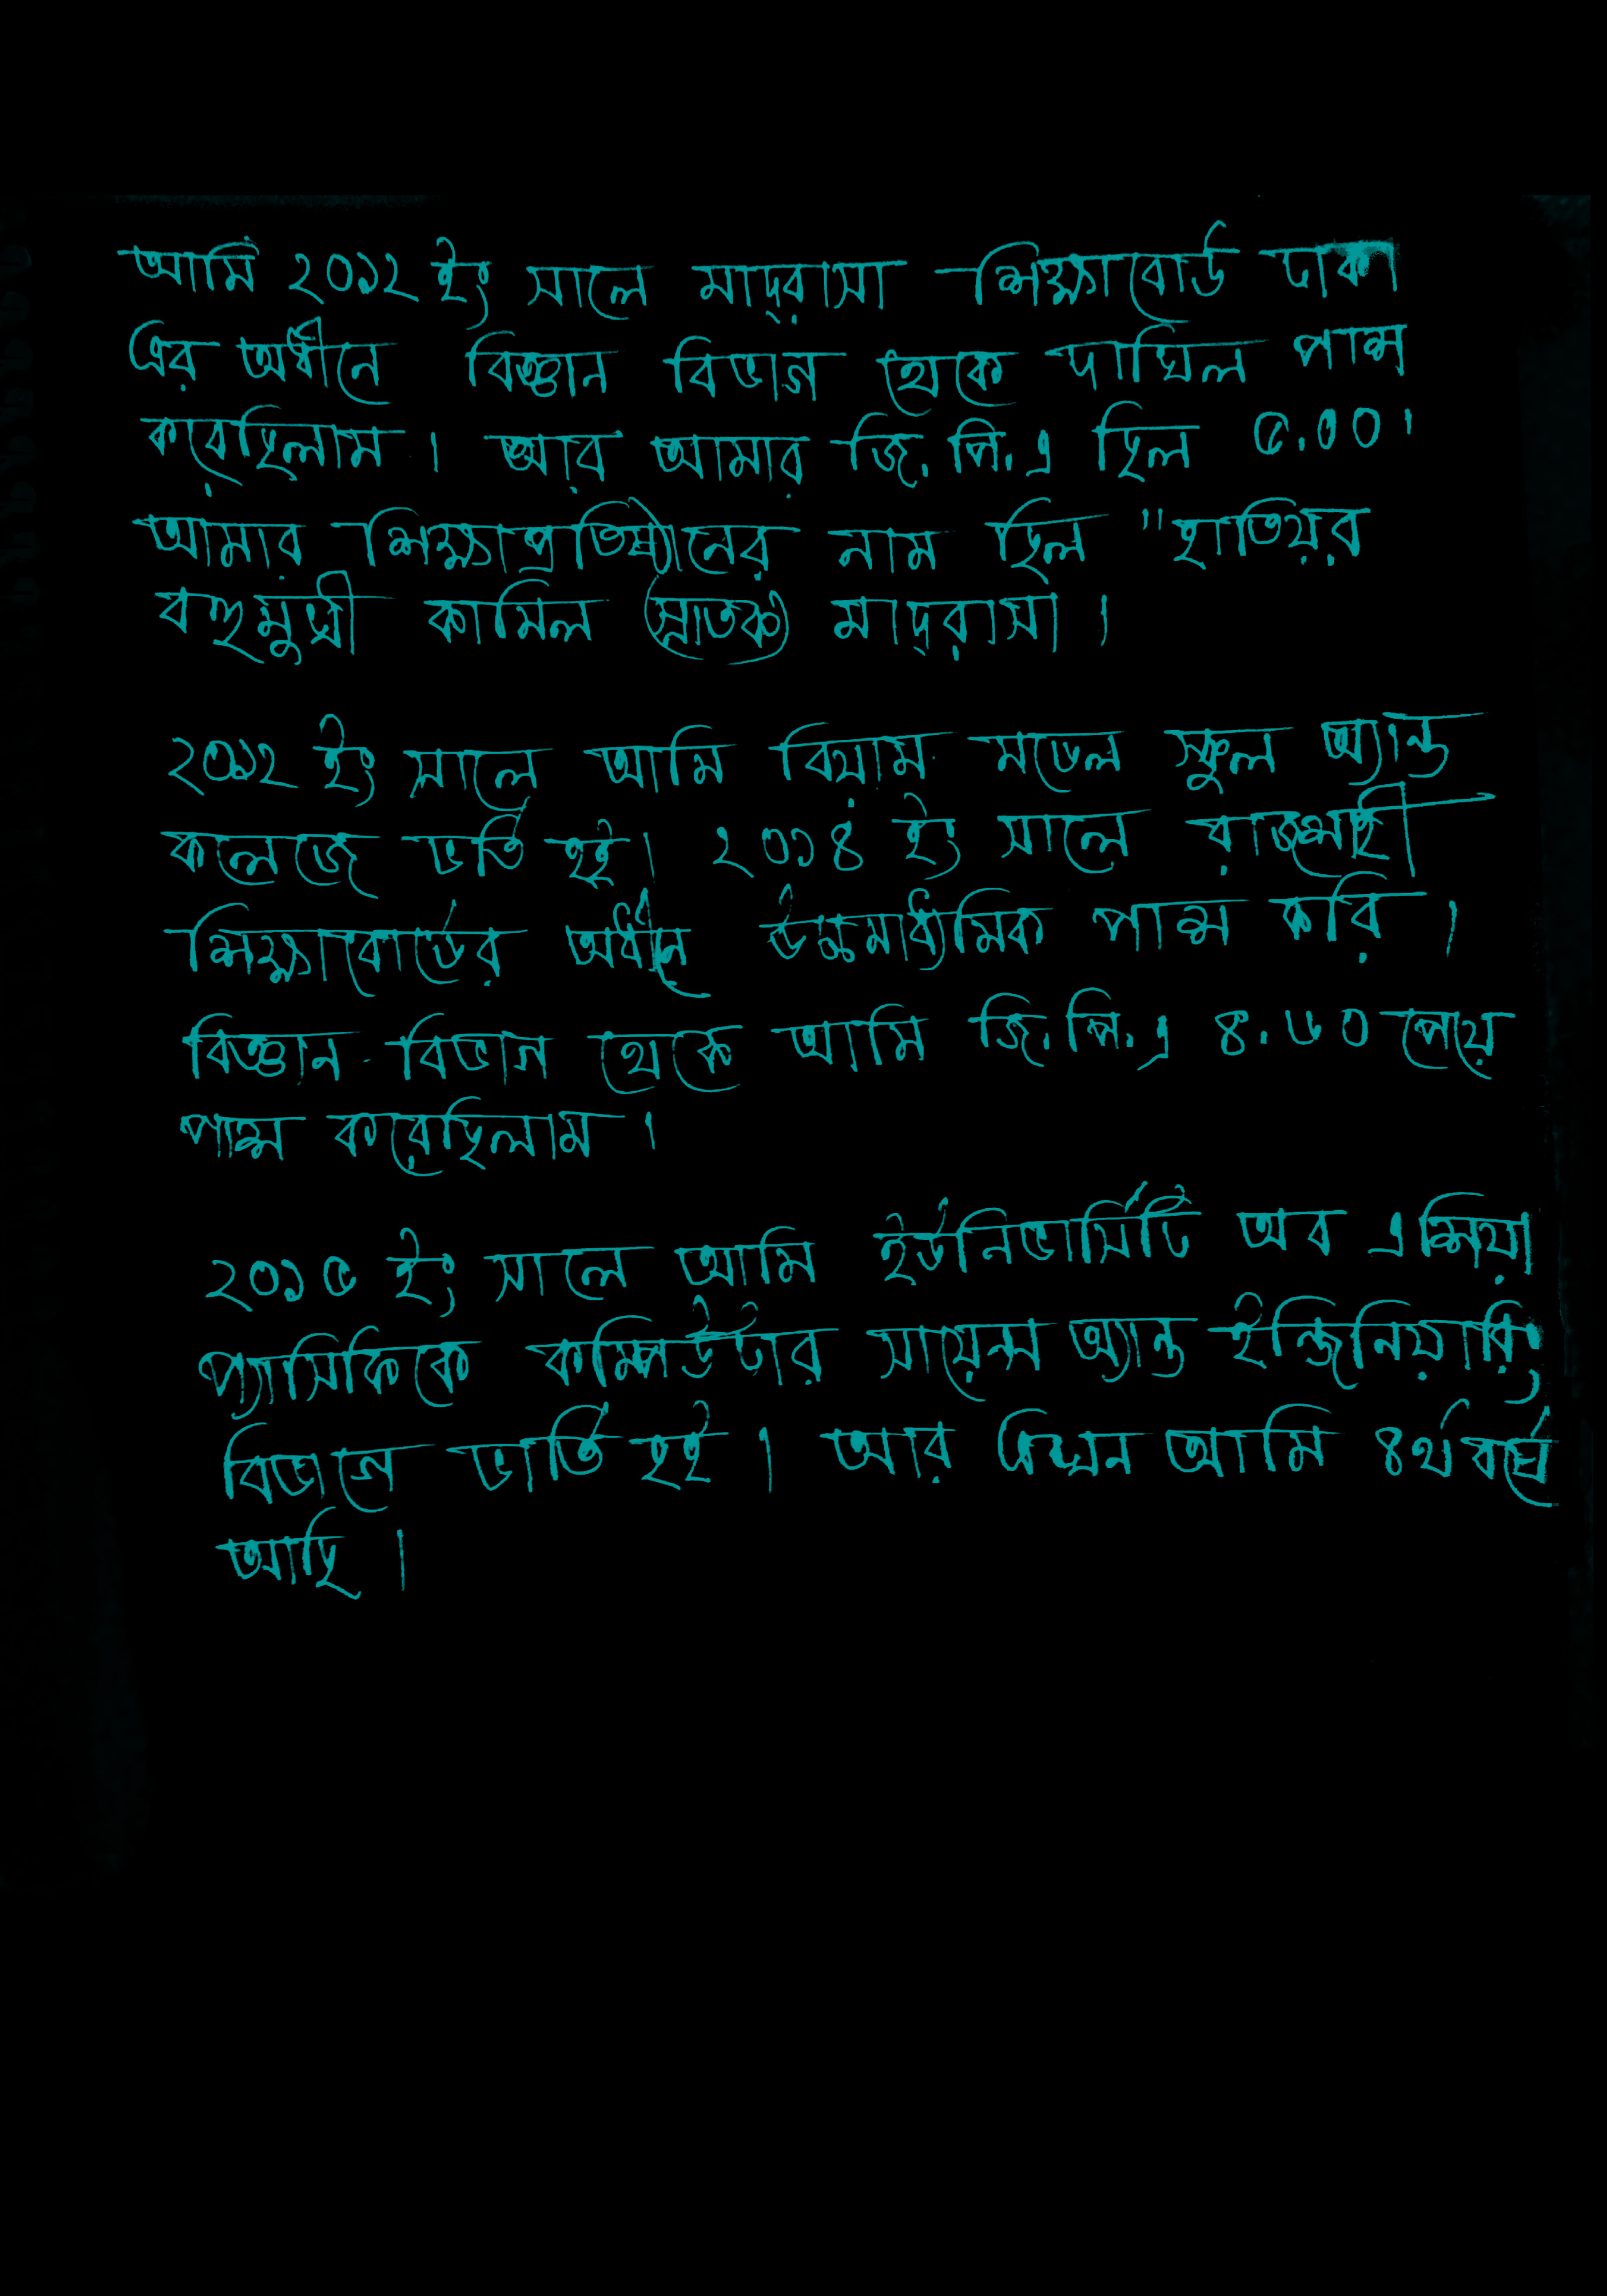 আমি ২০১২ ইং সালে মাদ্রাসা শিক্ষাবোর্ড ঢাকা
এর অধীনে বিজ্ঞান বিভাগ থেকে দাখিল পাশ
করেছিলাম। আর আমার জি.পি.এ ছিল ৫.০০।
আমার শিক্ষাপ্রতিষ্ঠানের নাম ছিল "হাতিয়র
বহুমুখী কামিল (স্নাতক) মাদ্রাসা।
২০১২ ইং সালে আমি বিয়াম মডেল স্কুল অ্যান্ড
কলেজে ভর্তি হই। ২০১৪ ইং সালে রাজশাহী
শিক্ষাবোর্ডের অধীনে উচ্চমাধ্যমিক পাশ করি।
বিজ্ঞান বিভাগ থেকে আমি জি.পি.এ ৪.৬০ পেয়ে
পাশ করেছিলাম।
২০১৫ ইং সালে আমি ইউনিভার্সিটি অব এশিয়া
প্যাসিফিকে কম্পিউটার সায়েন্স অ্যান্ড ইন্জিনিয়ারিং
বিভাগে ভার্তি হই। আর এখন আমি ৪র্থ বর্ষে
আছি।